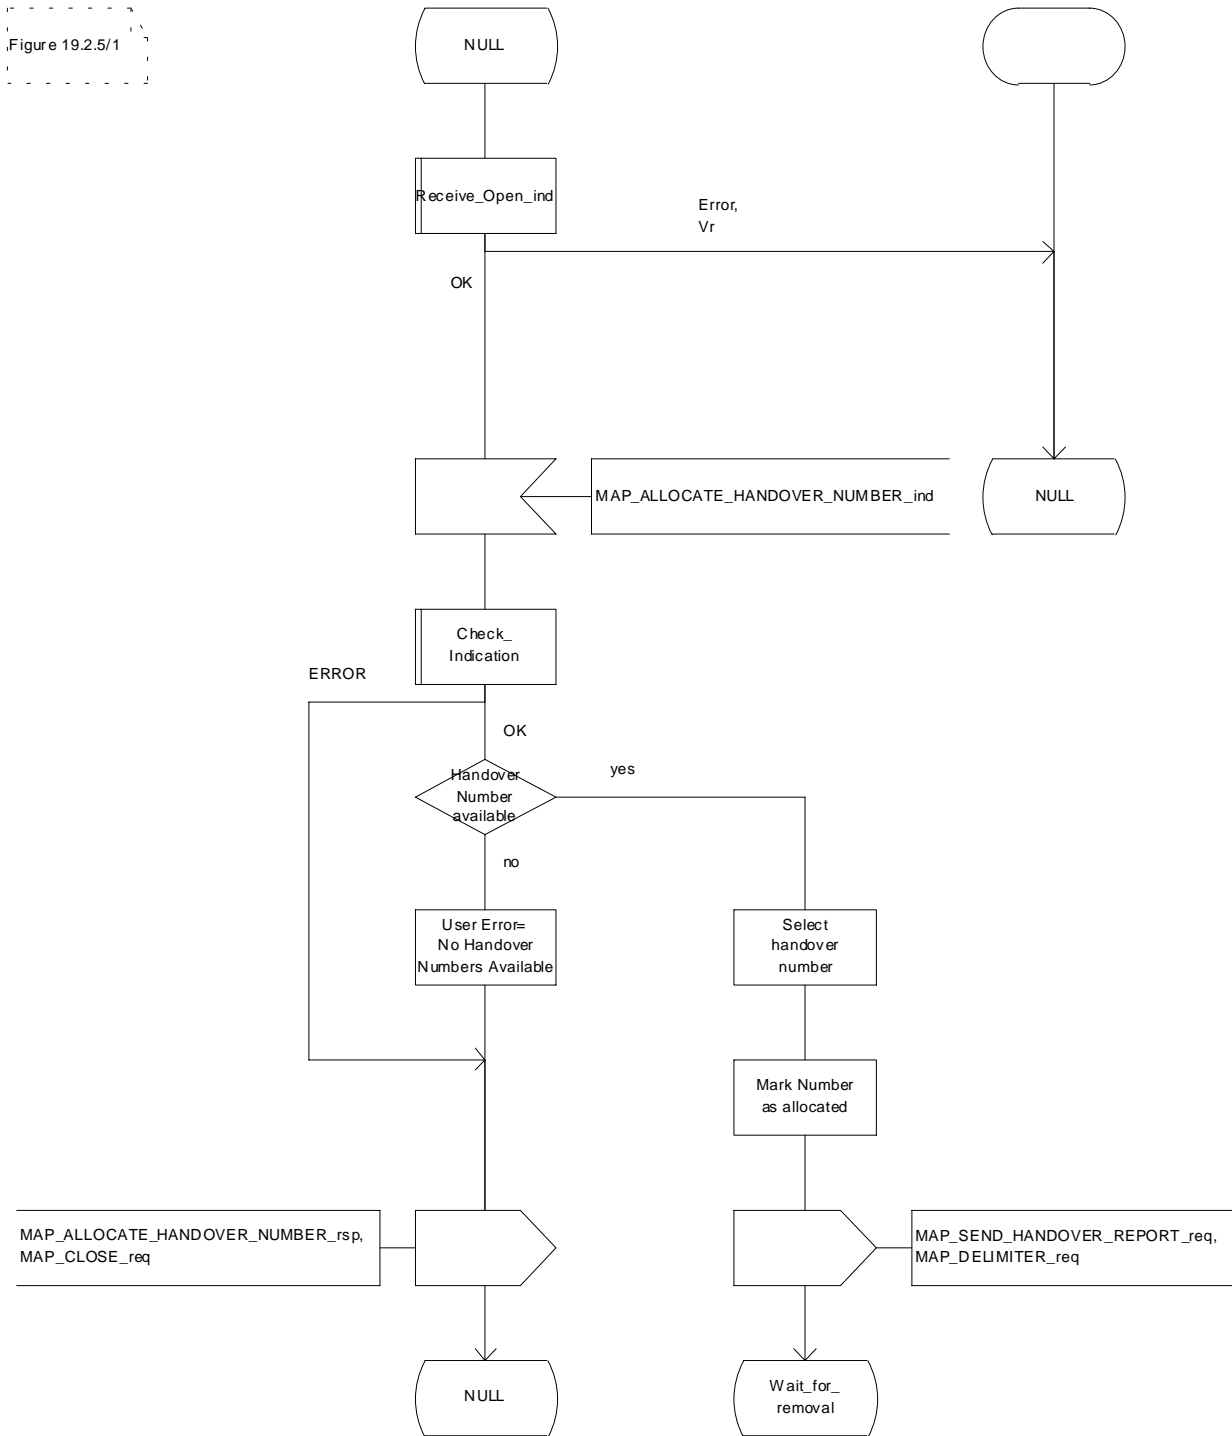 Figure 19.2.5/1
NULL
Receive_Open_ind
Error,
Vr
OK
MAP_ALLOCATE_HANDOVER_NUMBER_ind
NULL
Check_
Indication
ERROR
OK
Handover
Number
available
yes
no
User Error=
No Handover
Numbers Available
Select
handover
number
Mark Number
as allocated
MAP_ALLOCATE_HANDOVER_NUMBER_rsp,
MAP_CLOSE_req
MAP_SEND_HANDOVER_REPORT_req,
MAP_DELIMITER_req
NULL
Wait_for_
removal